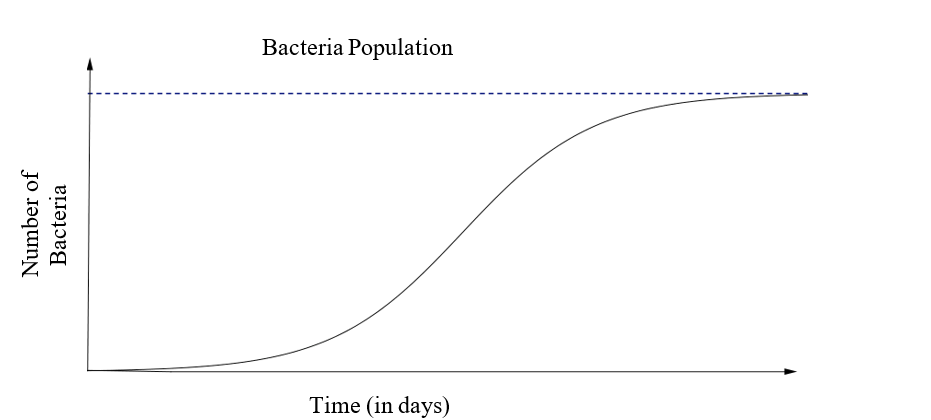 Bacteria Population
Number of
Bacteria
Time (in days)